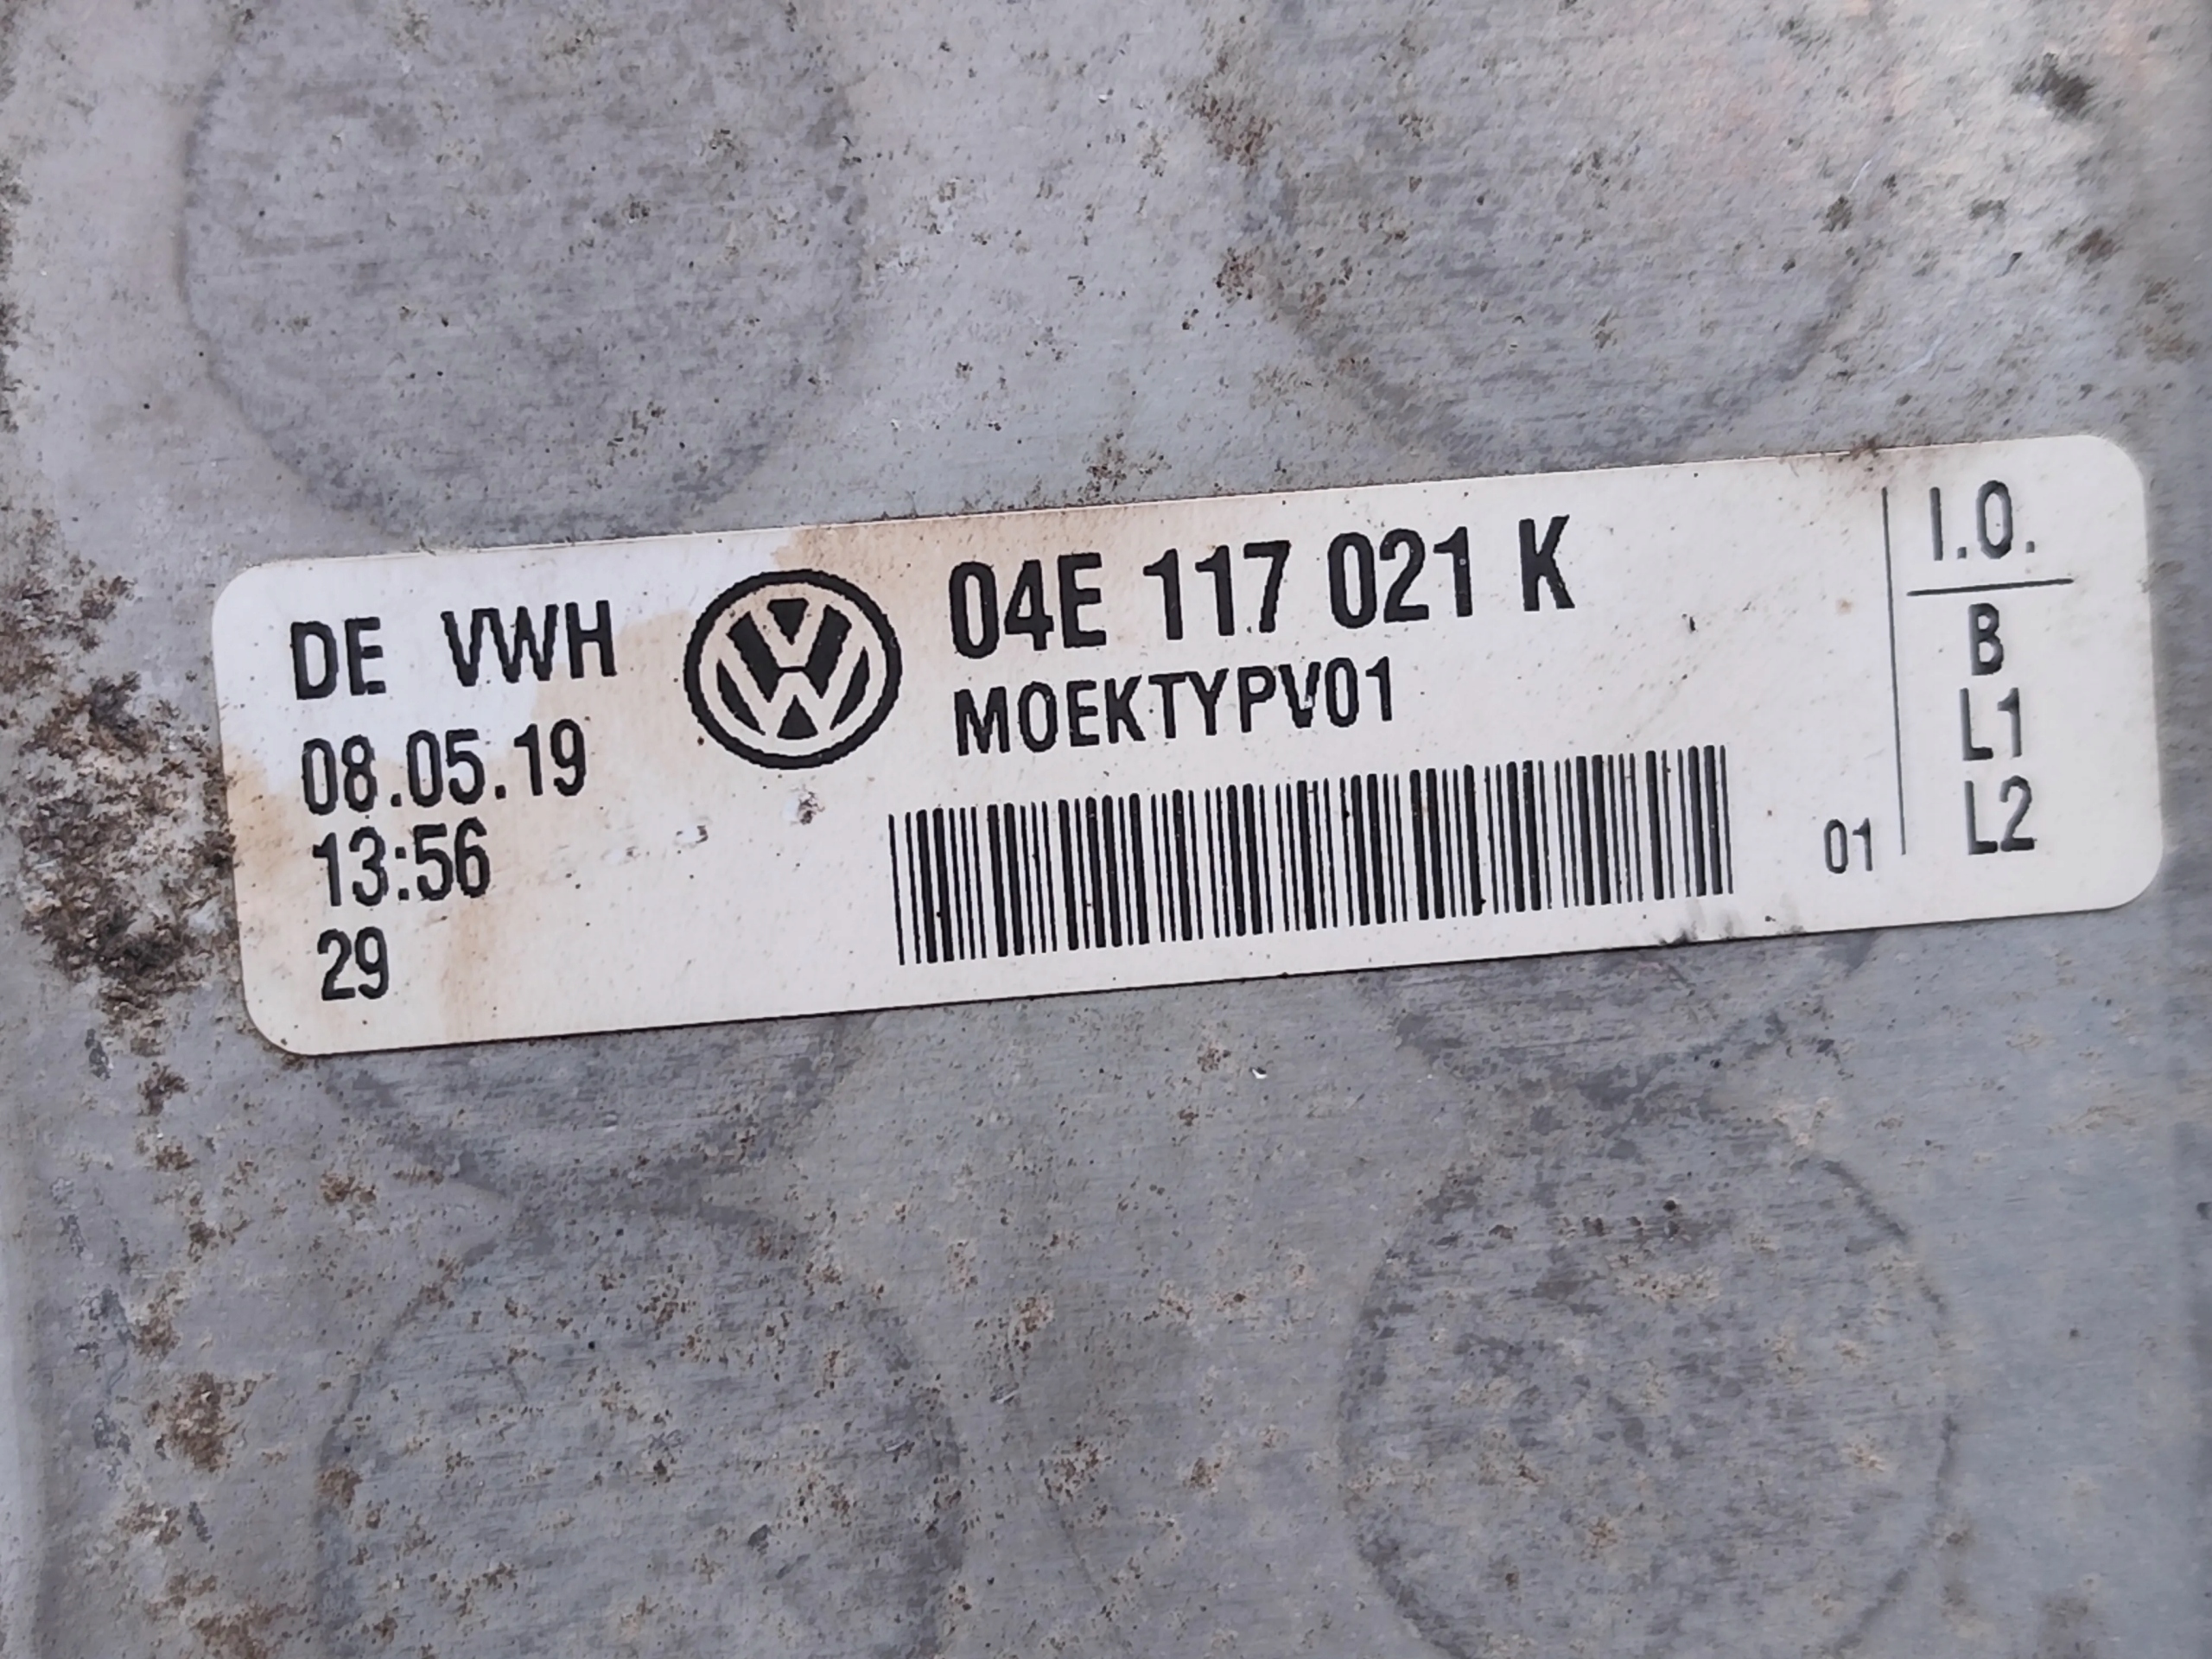 DE VWH
08.05.19
13:56
29
04E 117 021 K
MOEKTYPV01
01
I.O.
B
L1
L2